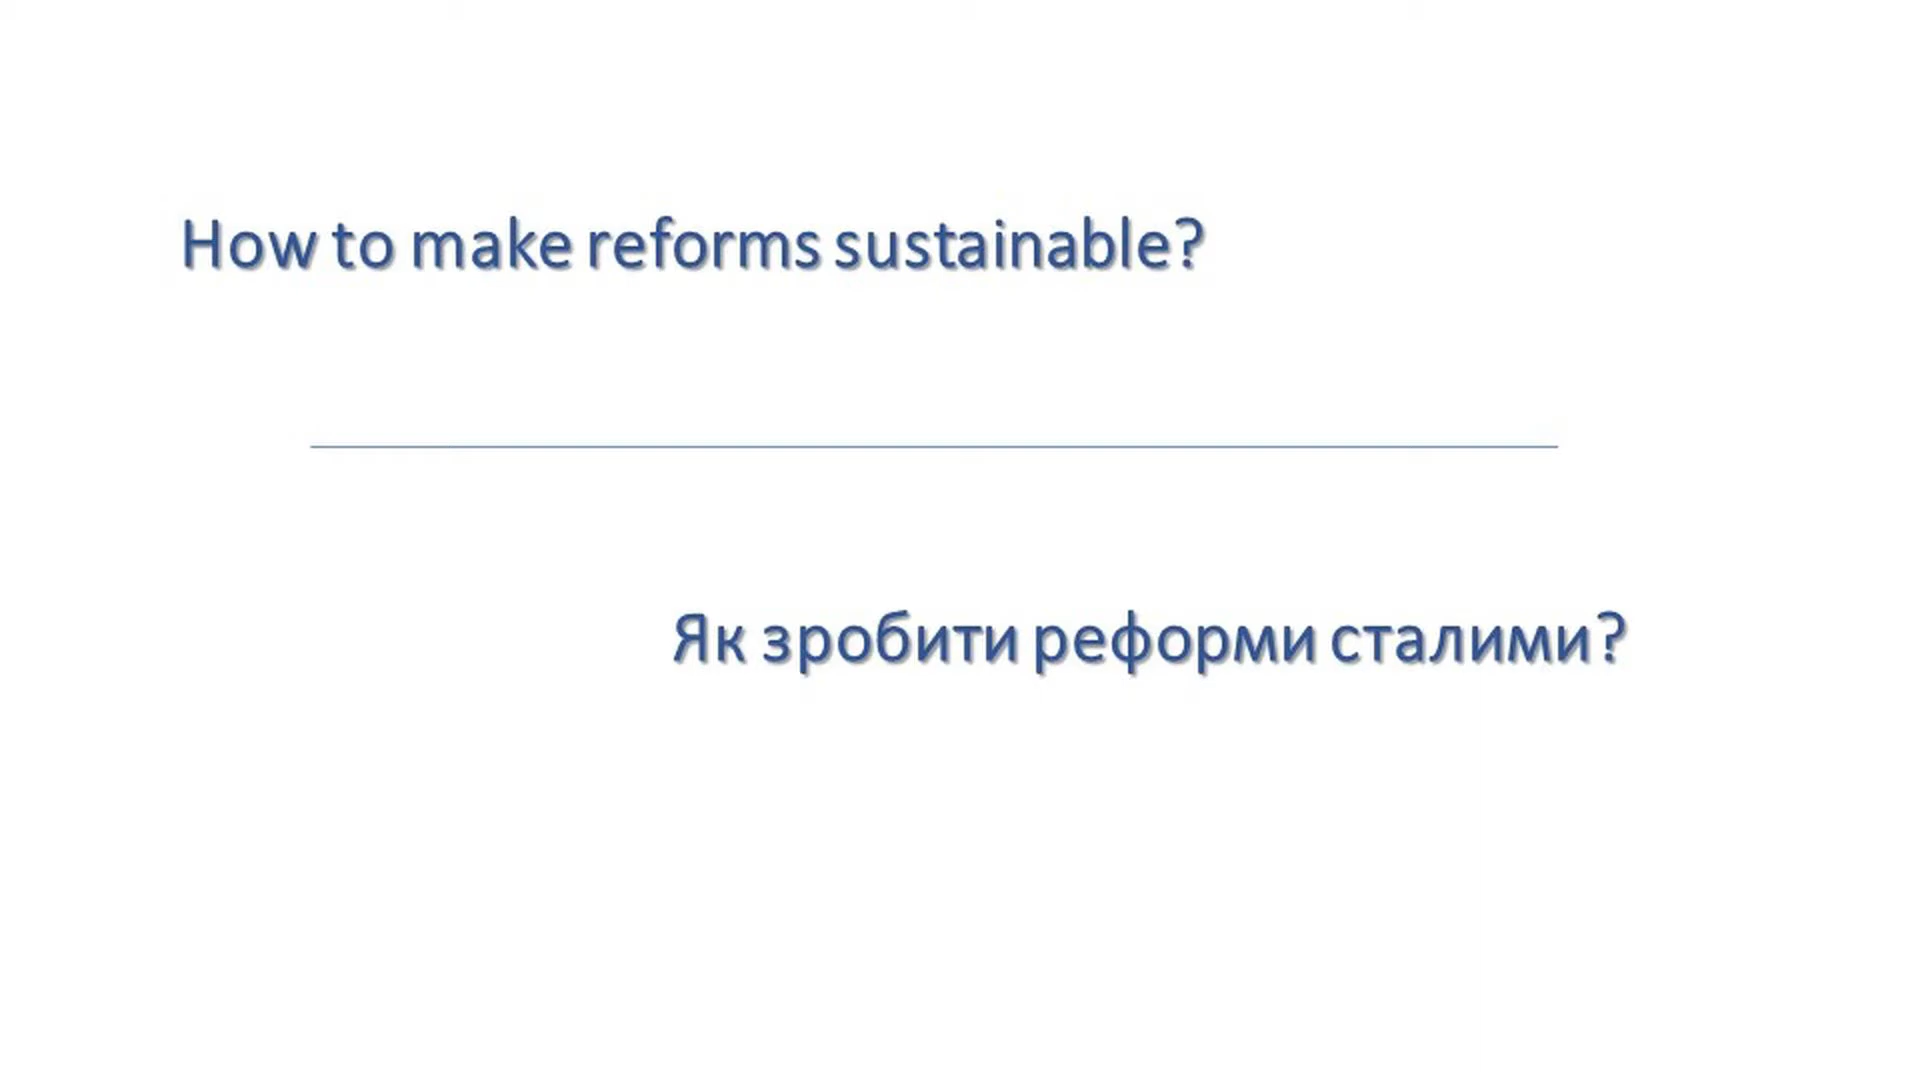 How to make reforms sustainable?
Як зробити реформи сталими?